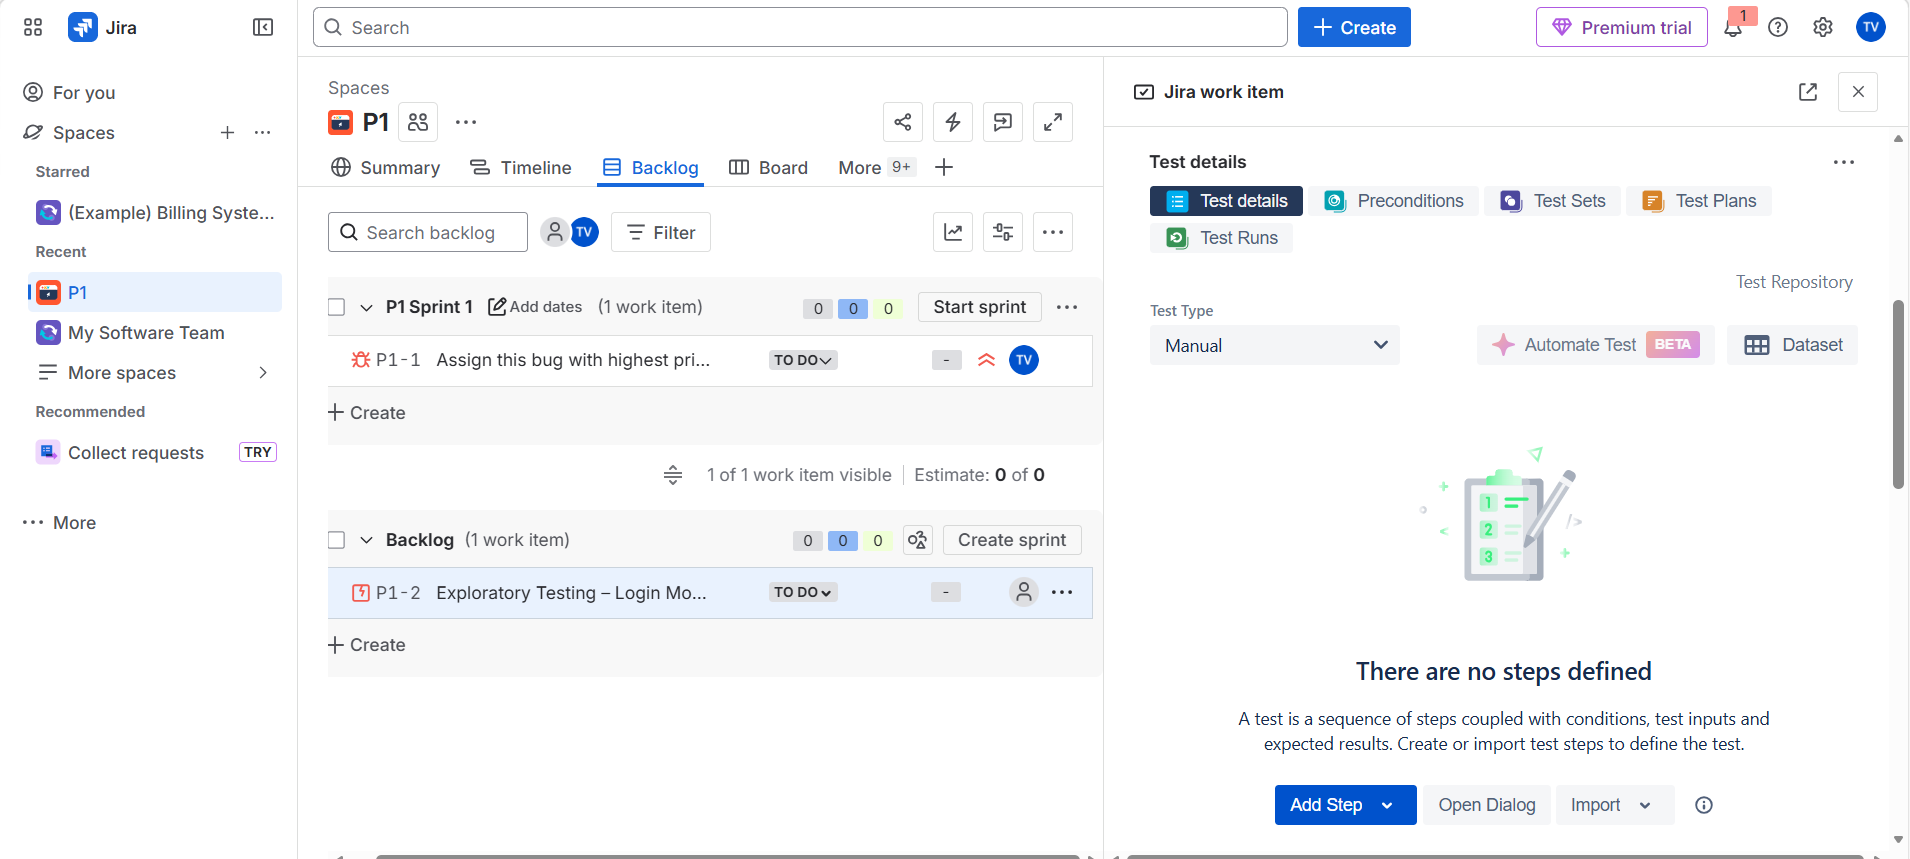 Jira
Search
Create
Premium trial
1
TV
For you
Spaces
Starred
(Example) Billing Syste...
Recent
P1
My Software Team
More spaces
Recommended
Collect requests TRY
More
Spaces
P1
Summary Timeline Backlog Board More 9+
Search backlog TV Filter
P1 Sprint 1 Add dates (1 work item) 0 0 0 Start sprint
P1-1 Assign this bug with highest pri... TO DO - TV
Create
1 of 1 work item visible Estimate: 0 of 0
Backlog (1 work item) 0 0 0 Create sprint
P1-2 Exploratory Testing – Login Mo... TO DO -
Create
Jira work item
Test details
Test details Preconditions Test Sets Test Plans
Test Runs
Test Repository
Test Type
Manual Automate Test BETA Dataset
1
2
3
</>
There are no steps defined
A test is a sequence of steps coupled with conditions, test inputs and
expected results. Create or import test steps to define the test.
Add Step Open Dialog Import